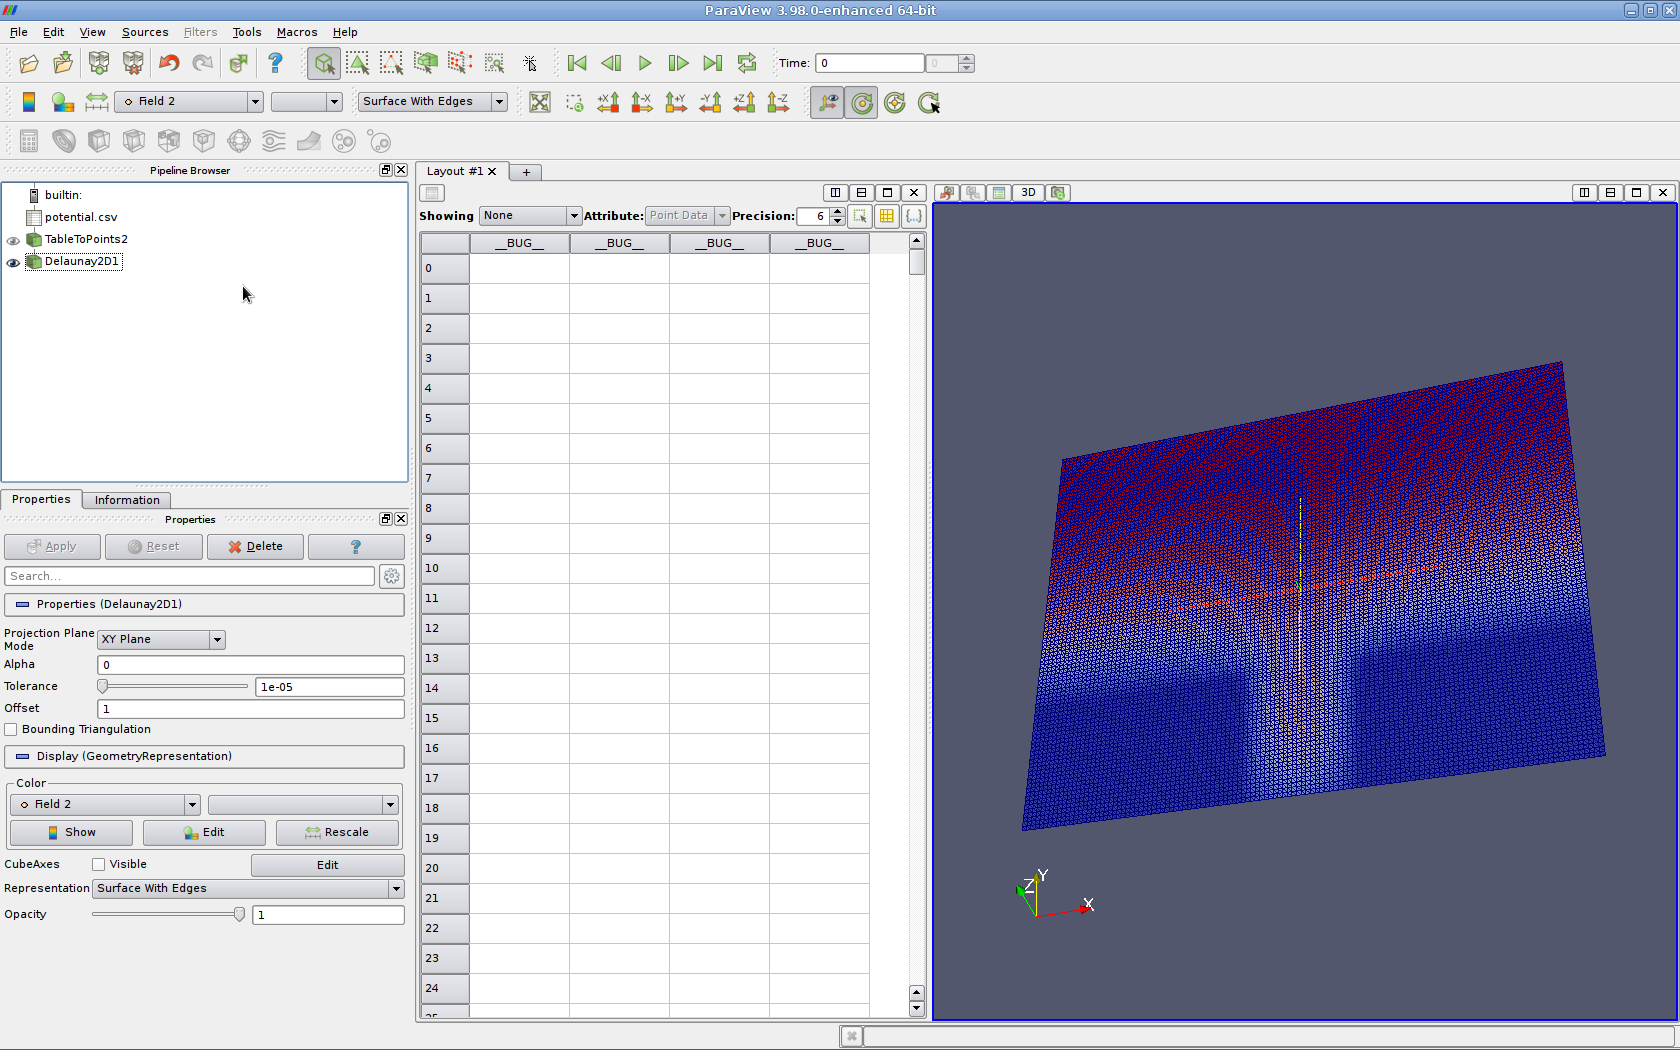 ParaView 3.98.0-enhanced 64-bit
File Edit View Sources Filters Tools Macros Help
Time: 0 0
Field 2 Surface With Edges +X -X +Y -Y +Z -Z
Pipeline Browser
builtin:
potential.csv
TableToPoints2
Delaunay2D1
Properties Information
Properties
Apply Reset Delete ?
Search...
Properties (Delaunay2D1)
Projection Plane
Mode
XY Plane
Alpha 0
Tolerance 1e-05
Offset 1
Bounding Triangulation
Display (GeometryRepresentation)
Color
Field 2
Show Edit Rescale
CubeAxes Visible Edit
Representation Surface With Edges
Opacity 1
Layout #1 +
3D
Showing None Attribute: Point Data Precision: 6 {..}
__BUG__ __BUG__ __BUG__ __BUG__
0
1
2
3
4
5
6
7
8
9
10
11
12
13
14
15
16
17
18
19
20
21
22
23
24
25
Z Y
X